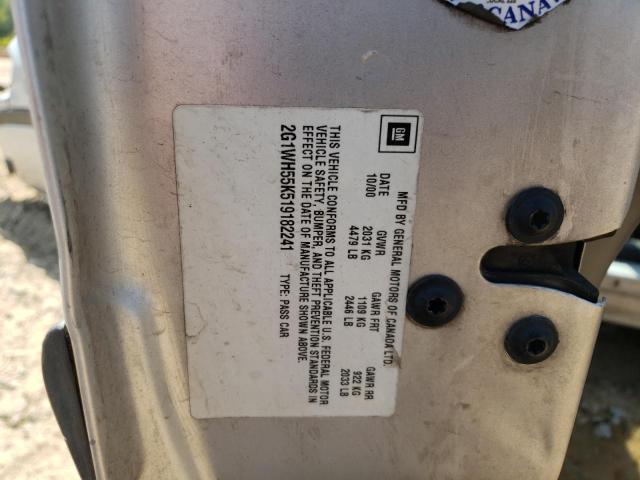 CANA
GM
MFD BY GENERAL MOTORS OF CANADA LTD.
DATE GVWR GAWR FRT GAWR RR
10/00 2031 KG 1109 KG 922 KG
4479 LB 2446 LB 2033 LB
THIS VEHICLE CONFORMS TO ALL APPLICABLE U.S. FEDERAL MOTOR
VEHICLE SAFETY, BUMPER, AND THEFT PREVENTION STANDARDS IN
EFFECT ON THE DATE OF MANUFACTURE SHOWN ABOVE.
2G1WH55K519182241 TYPE: PASS CAR